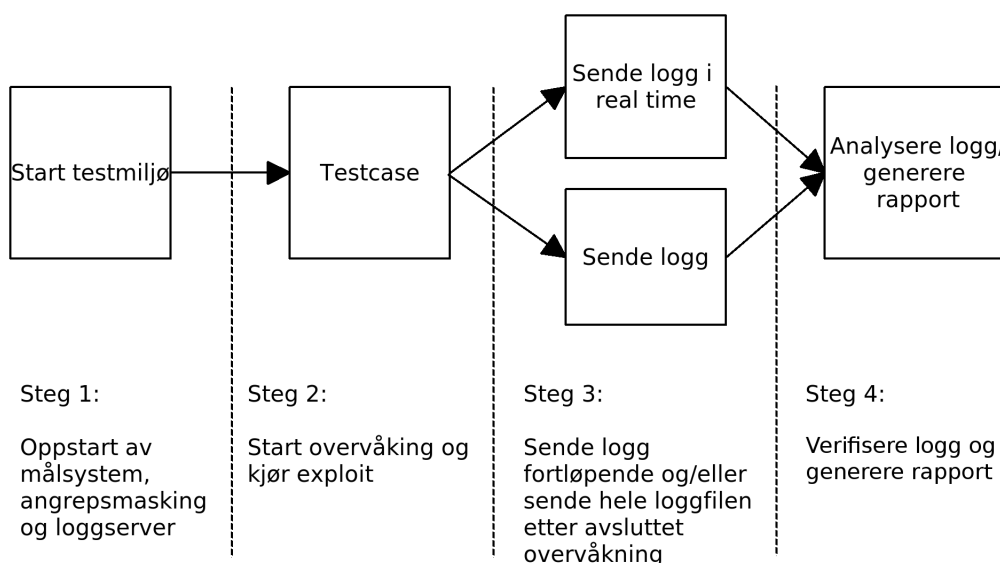 Start testmiljø
Testcase
Sende logg i
real time
Sende logg
Analysere logg/
generere
rapport
Steg 1:
Oppstart av
målsystem,
angrepsmasking
og loggserver
Steg 2:
Start overvåking og
kjør exploit
Steg 3:
Sende logg
fortløpende og/eller
sende hele loggfilen
etter avsluttet
overvåkning
Steg 4:
Verifisere logg og
generere rapport